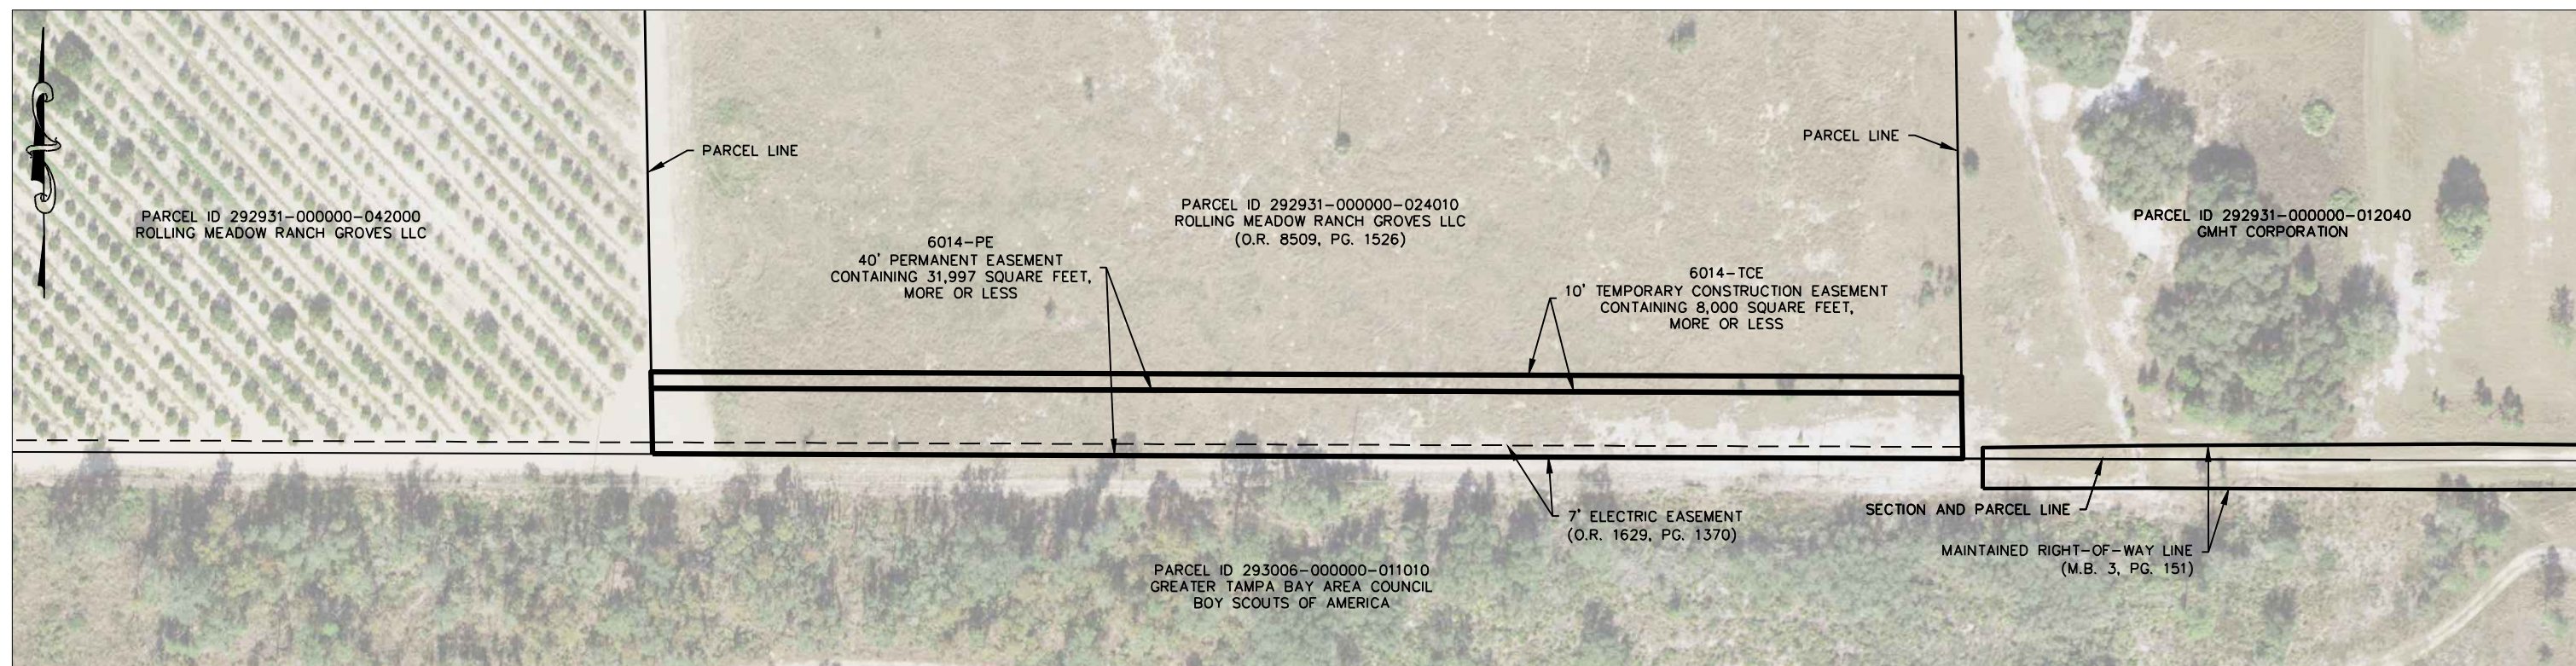 PARCEL LINE
PARCEL LINE
PARCEL ID 292931-000000-042000
ROLLING MEADOW RANCH GROVES LLC
PARCEL ID 292931-000000-024010
ROLLING MEADOW RANCH GROVES LLC
(O.R. 8509, PG. 1526)
PARCEL ID 292931-000000-012040
GMHT CORPORATION
6014-PE
40' PERMANENT EASEMENT
CONTAINING 31,997 SQUARE FEET,
MORE OR LESS
6014-TCE
10' TEMPORARY CONSTRUCTION EASEMENT
CONTAINING 8,000 SQUARE FEET,
MORE OR LESS
7' ELECTRIC EASEMENT
(O.R. 1629, PG. 1370)
SECTION AND PARCEL LINE
MAINTAINED RIGHT-OF-WAY LINE
(M.B. 3, PG. 151)
PARCEL ID 293006-000000-011010
GREATER TAMPA BAY AREA COUNCIL
BOY SCOUTS OF AMERICA